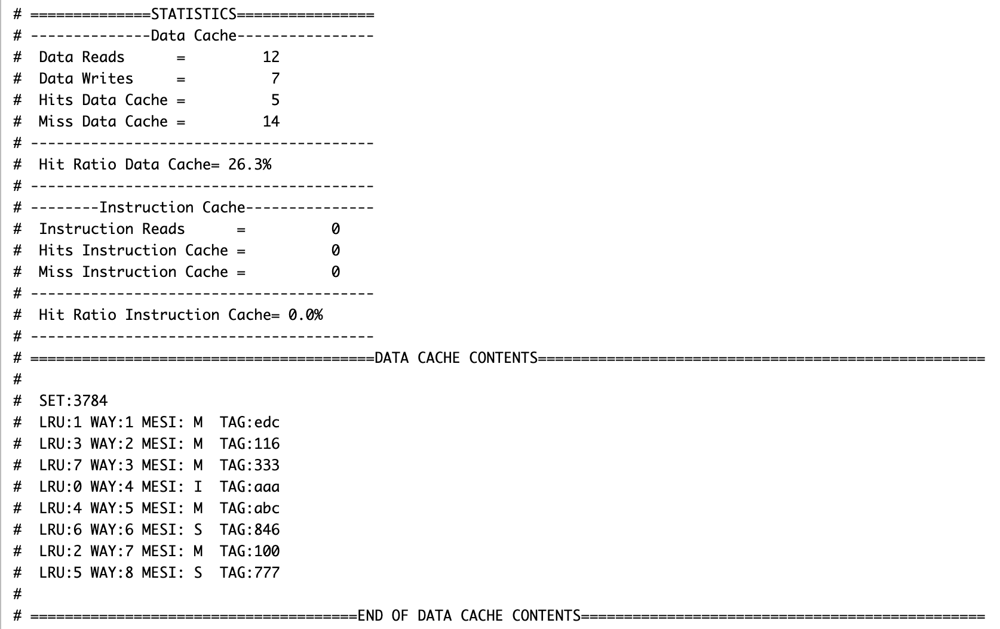 # ==============STATISTICS================
# --------------Data Cache----------------
#  Data Reads      =         12
#  Data Writes     =          7
#  Hits Data Cache =          5
#  Miss Data Cache =         14
# ----------------------------------------
#  Hit Ratio Data Cache= 26.3%
# ----------------------------------------
# --------Instruction Cache---------------
#  Instruction Reads      =          0
#  Hits Instruction Cache =          0
#  Miss Instruction Cache =          0
# ----------------------------------------
#  Hit Ratio Instruction Cache= 0.0%
# ----------------------------------------
# ========================================DATA CACHE CONTENTS====================================================
#
#  SET:3784
#  LRU:1 WAY:1 MESI: M  TAG:edc
#  LRU:3 WAY:2 MESI: M  TAG:116
#  LRU:7 WAY:3 MESI: M  TAG:333
#  LRU:0 WAY:4 MESI: I  TAG:aaa
#  LRU:4 WAY:5 MESI: M  TAG:abc
#  LRU:6 WAY:6 MESI: S  TAG:846
#  LRU:2 WAY:7 MESI: M  TAG:100
#  LRU:5 WAY:8 MESI: S  TAG:777
#
# ======================================END OF DATA CACHE CONTENTS===============================================